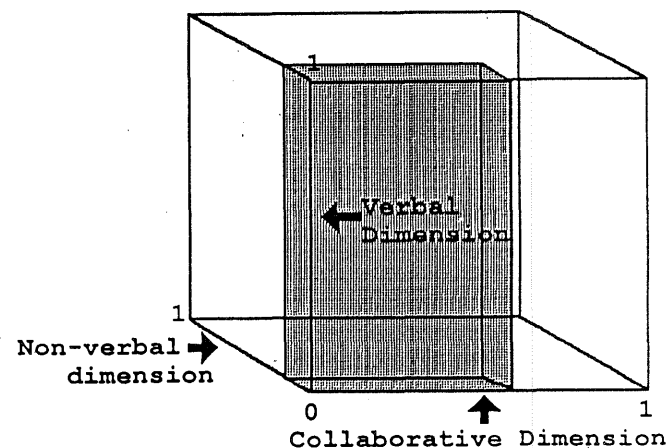 1
Verbal
Dimension
1
Non-verbal
dimension
0
1
Collaborative Dimension